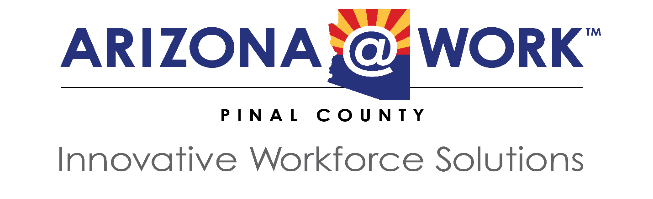 ARIZONA @ WORK™
PINAL COUNTY
Innovative Workforce Solutions